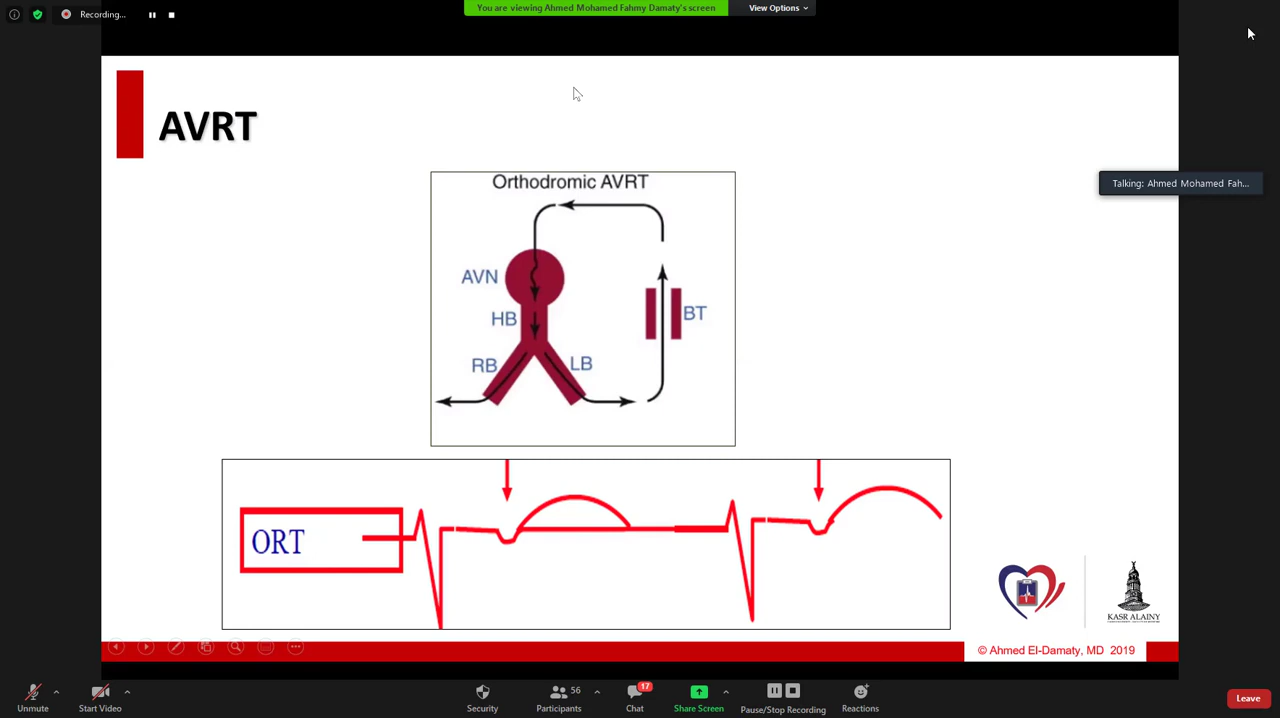 Recording...
You are viewing Ahmed Mohamed Fahmy Damaty's screen
View Options
AVRT
Talking: Ahmed Mohamed Fah...
Orthodromic AVRT
AVN
HB
BT
RB
LB
ORT
KASR ALAINY
© Ahmed El-Damaty, MD 2019
Unmute
Start Video
Security
56
Participants
17
Chat
Share Screen
Pause/Stop Recording
Reactions
Leave